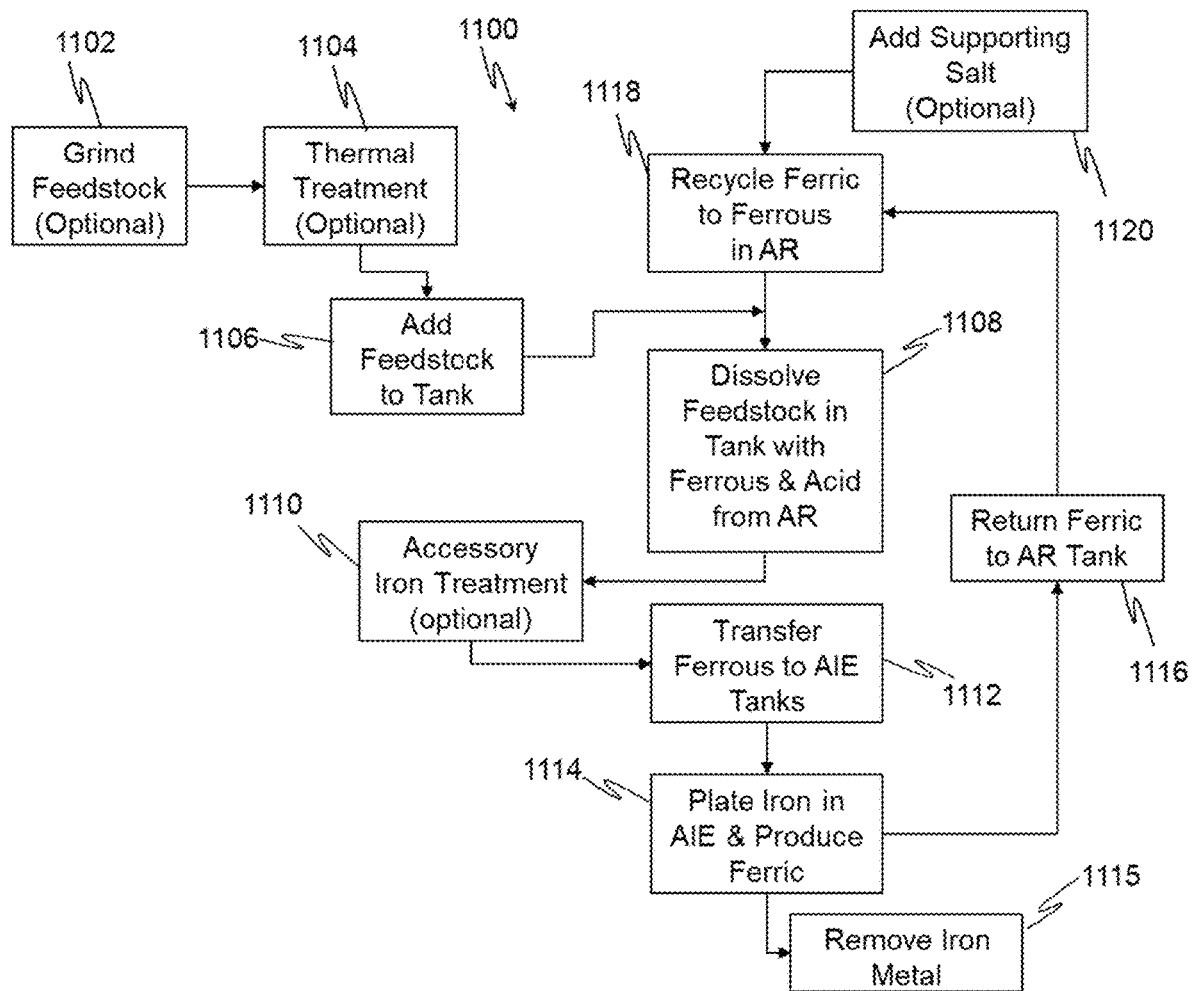 1102
1104
1100
1118
Add Supporting
Salt
(Optional)
Grind
Feedstock
(Optional)
Thermal
Treatment
(Optional)
Recycle Ferric
to Ferrous
in AR
1120
1106
Add
Feedstock
to Tank
1108
Dissolve
Feedstock in
Tank with
Ferrous & Acid
from AR
1110
Accessory
Iron Treatment
(optional)
Return Ferric
to AR Tank
1116
Transfer
Ferrous to AIE
Tanks
1112
1114
Plate Iron in
AIE & Produce
Ferric
1115
Remove Iron
Metal